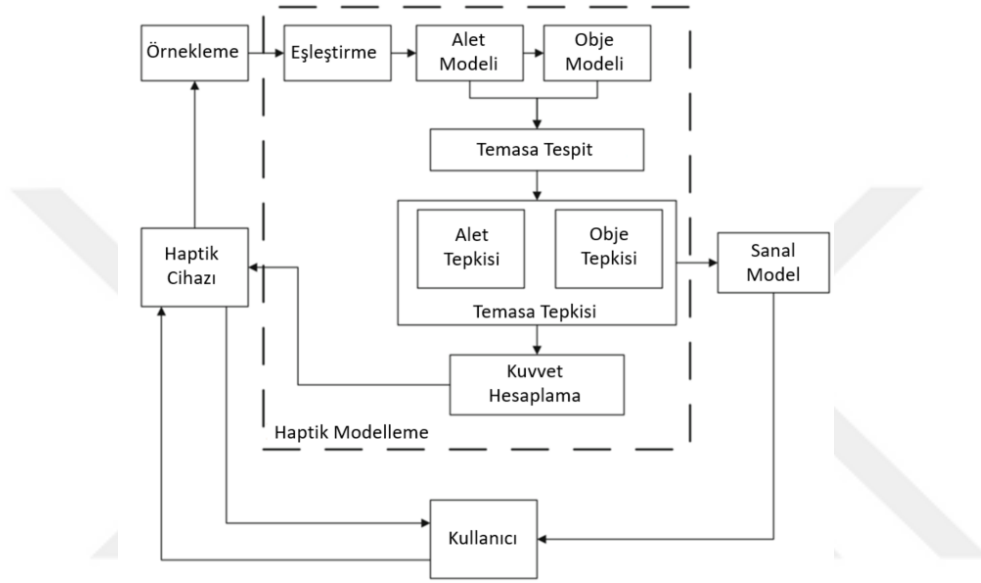 Örnekleme
Eşleştirme
Alet
Modeli
Obje
Modeli
Temasa Tespit
Haptik
Cihazı
Alet
Tepkisi
Obje
Tepkisi
Temasa Tepkisi
Sanal
Model
Kuvvet
Hesaplama
Haptik Modelleme
Kullanıcı